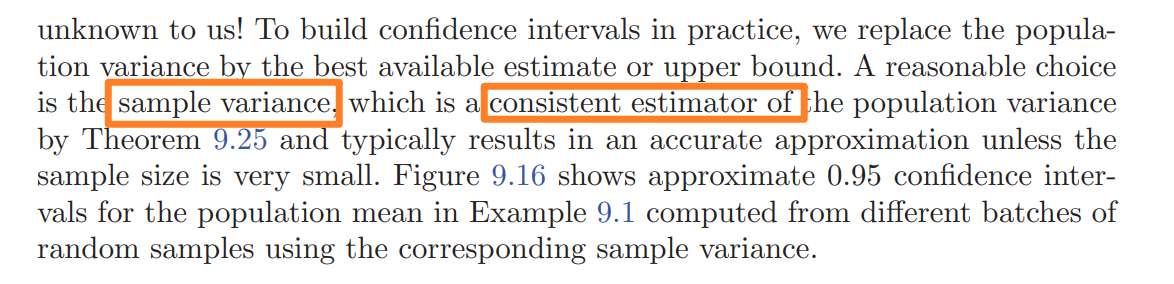 unknown to us! To build confidence intervals in practice, we replace the popula-
tion variance by the best available estimate or upper bound. A reasonable choice
is the sample variance, which is a consistent estimator of the population variance
by Theorem 9.25 and typically results in an accurate approximation unless the
sample size is very small. Figure 9.16 shows approximate 0.95 confidence inter-
vals for the population mean in Example 9.1 computed from different batches of
random samples using the corresponding sample variance.